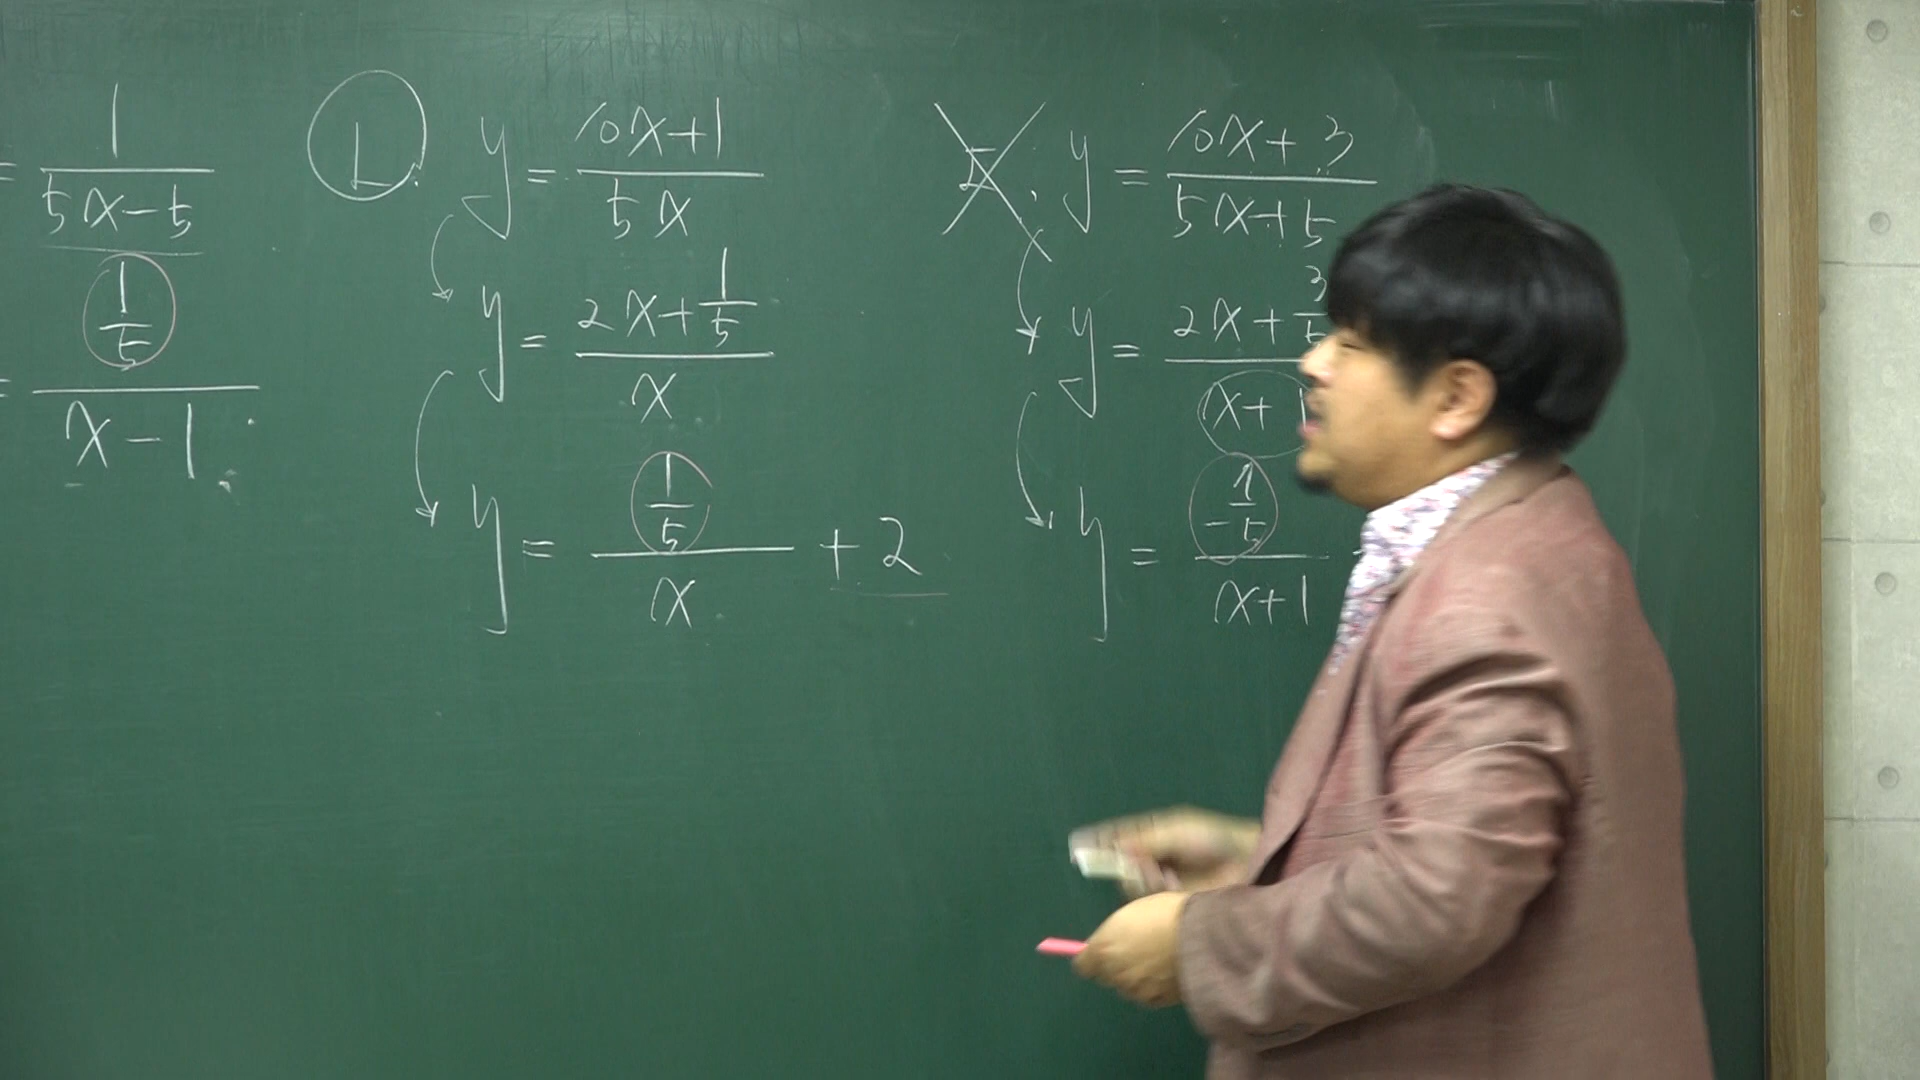 = 1/(5x-5)
= (1/5)/(x-1)
ㄴ. y = (10x+1)/(5x)
y = (2x+1/5)/x
y = (1/5)/x + 2
ㄷ. y = (10x+3)/(5x+5)
y = (2x+3/5)/(x+1
y = (-1/5)/(x+1)